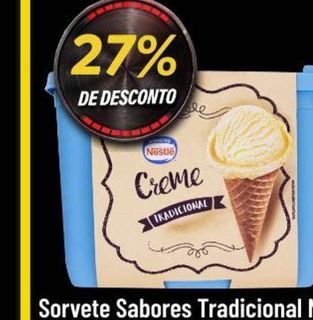 27%
DE DESCONTO
Nestlé
Creme
TRADICIONAL
Sorvete Sabores Tradicional